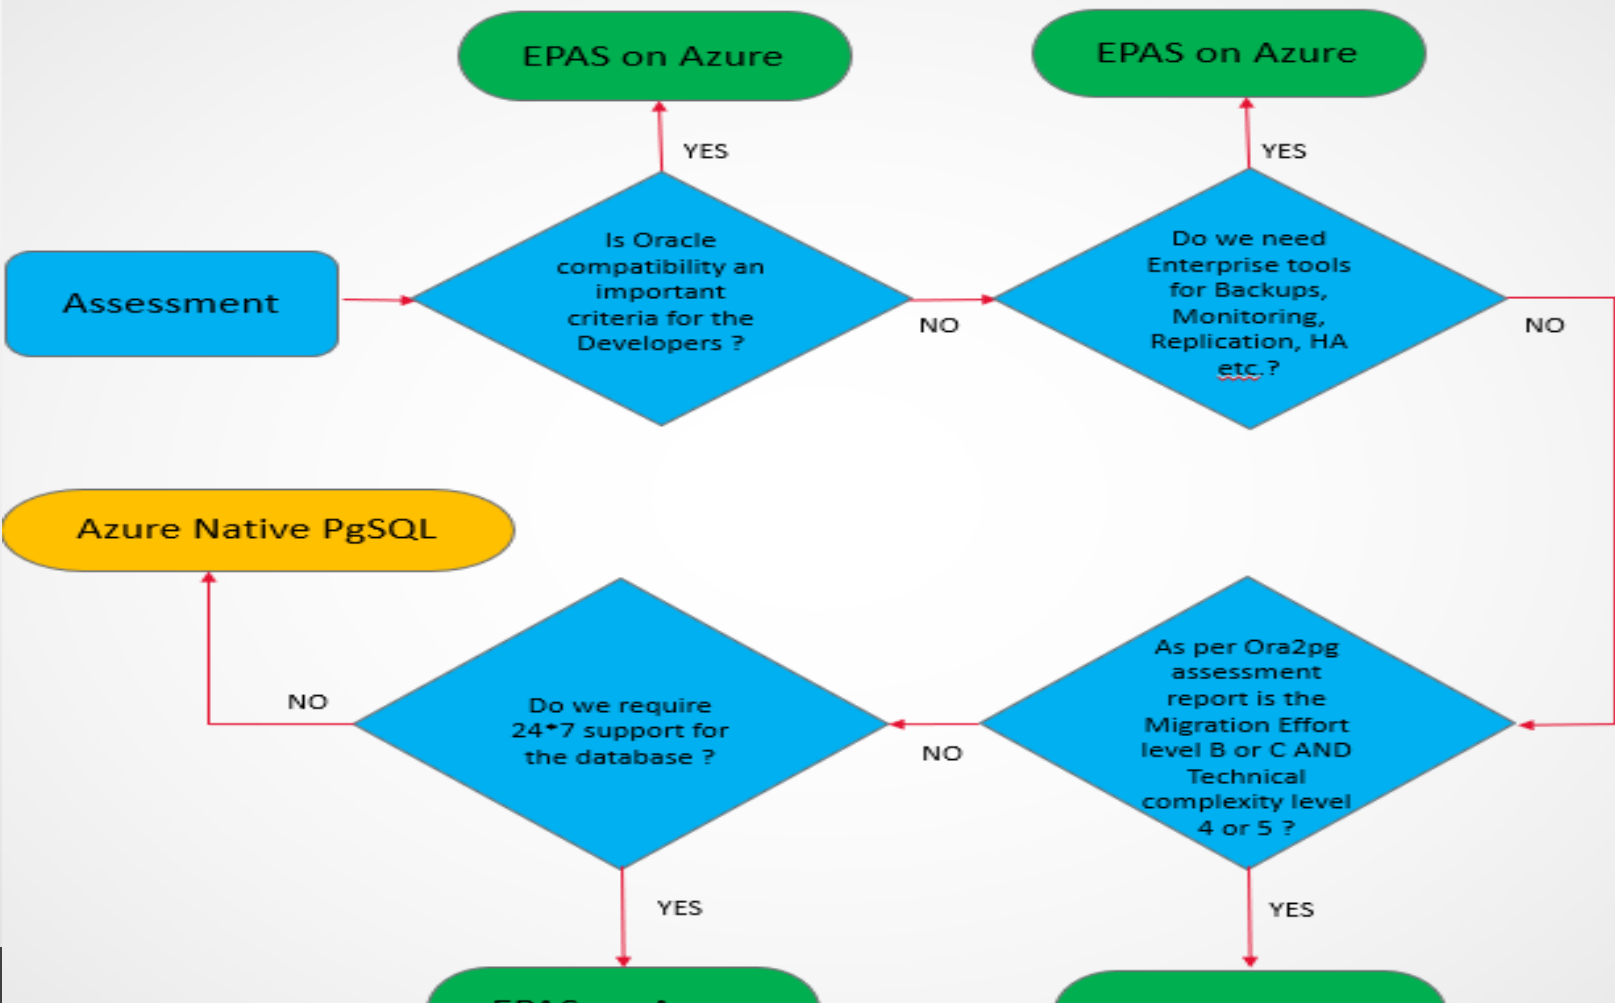 EPAS on Azure
EPAS on Azure
YES
YES
Is Oracle
compatibility an
important
criteria for the
Developers ?
Do we need
Enterprise tools
for Backups,
Monitoring,
Replication, HA
etc.?
Assessment
NO
NO
Azure Native PgSQL
As per Ora2pg
assessment
report is the
Migration Effort
level B or C AND
Technical
complexity level
4 or 5 ?
Do we require
24*7 support for
the database ?
NO
NO
YES
YES